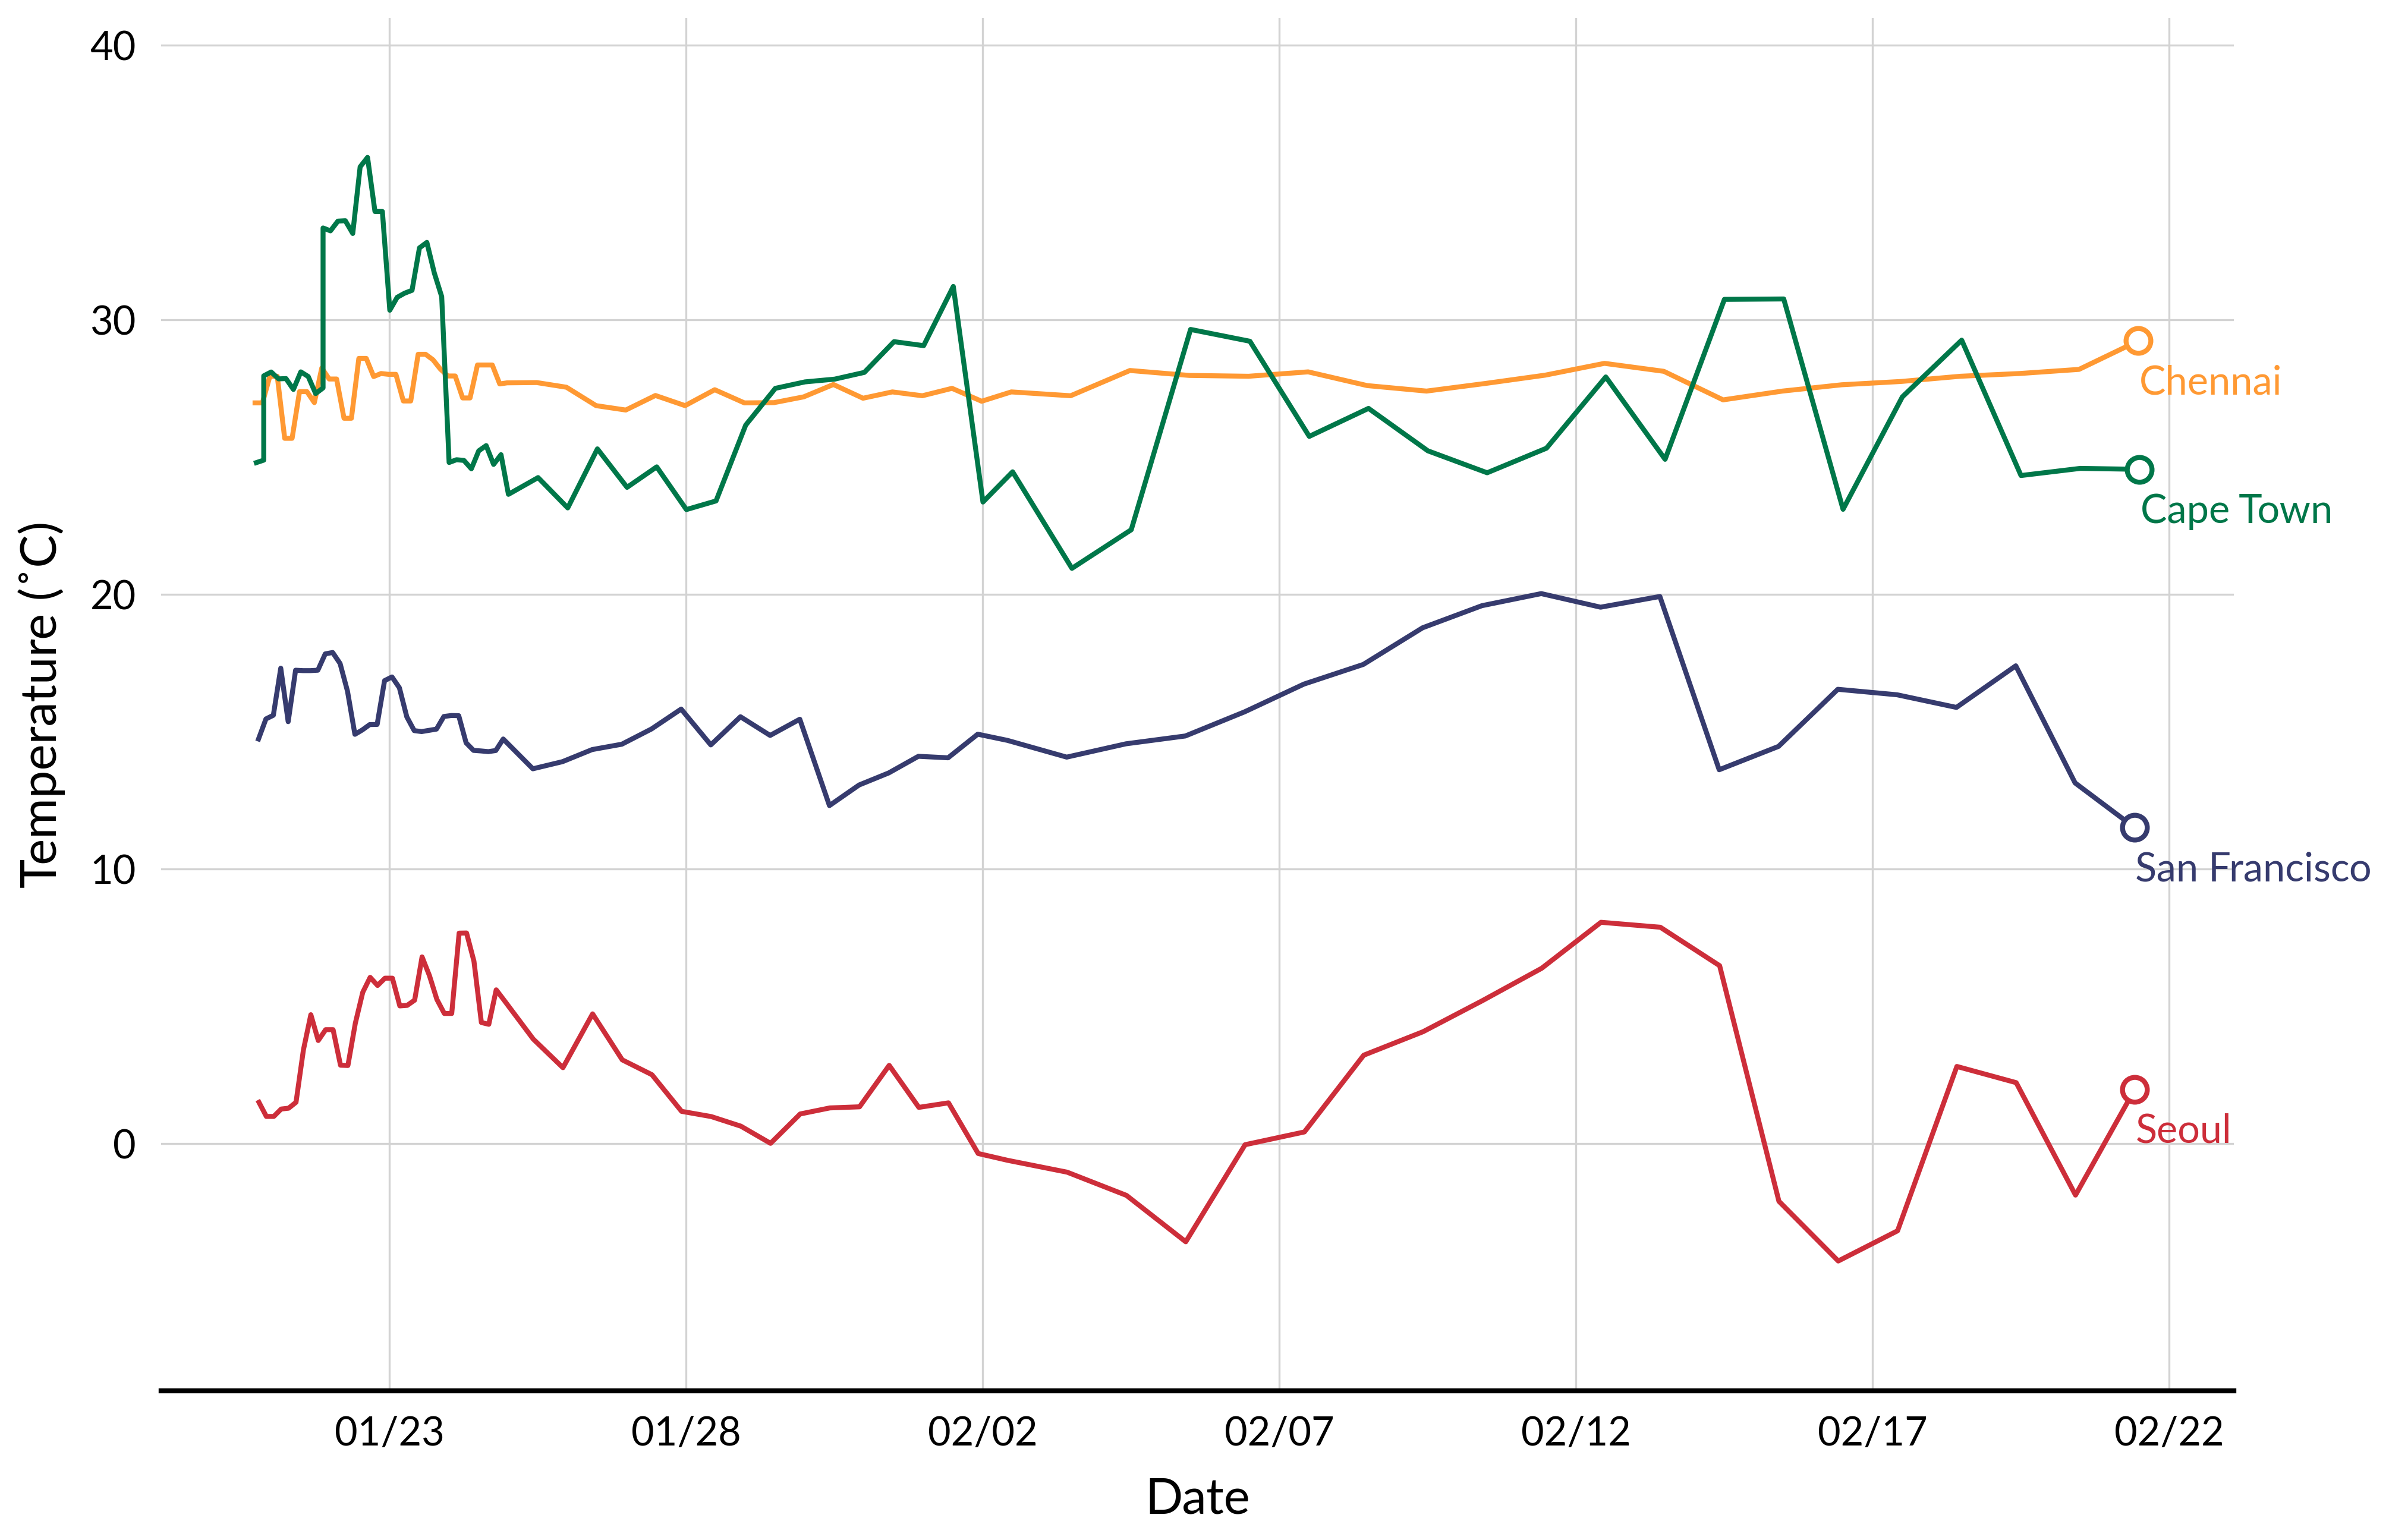 40
30
20
10
0
Temperature (°C)
Chennai
Cape Town
San Francisco
Seoul
01/23 01/28 02/02 02/07 02/12 02/17 02/22
Date